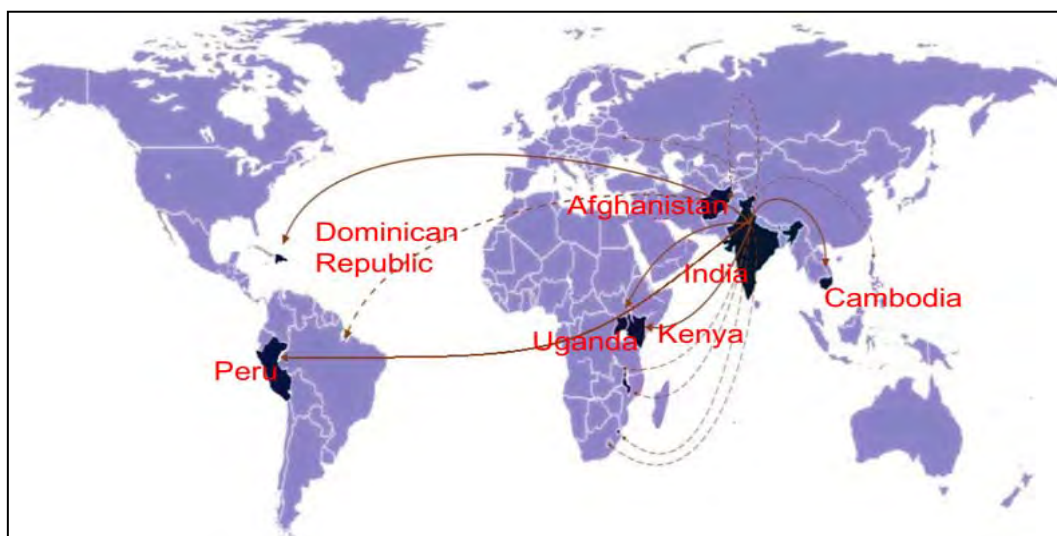 Afghanistan
Dominican
Republic
India
Cambodia
Uganda
Kenya
Peru